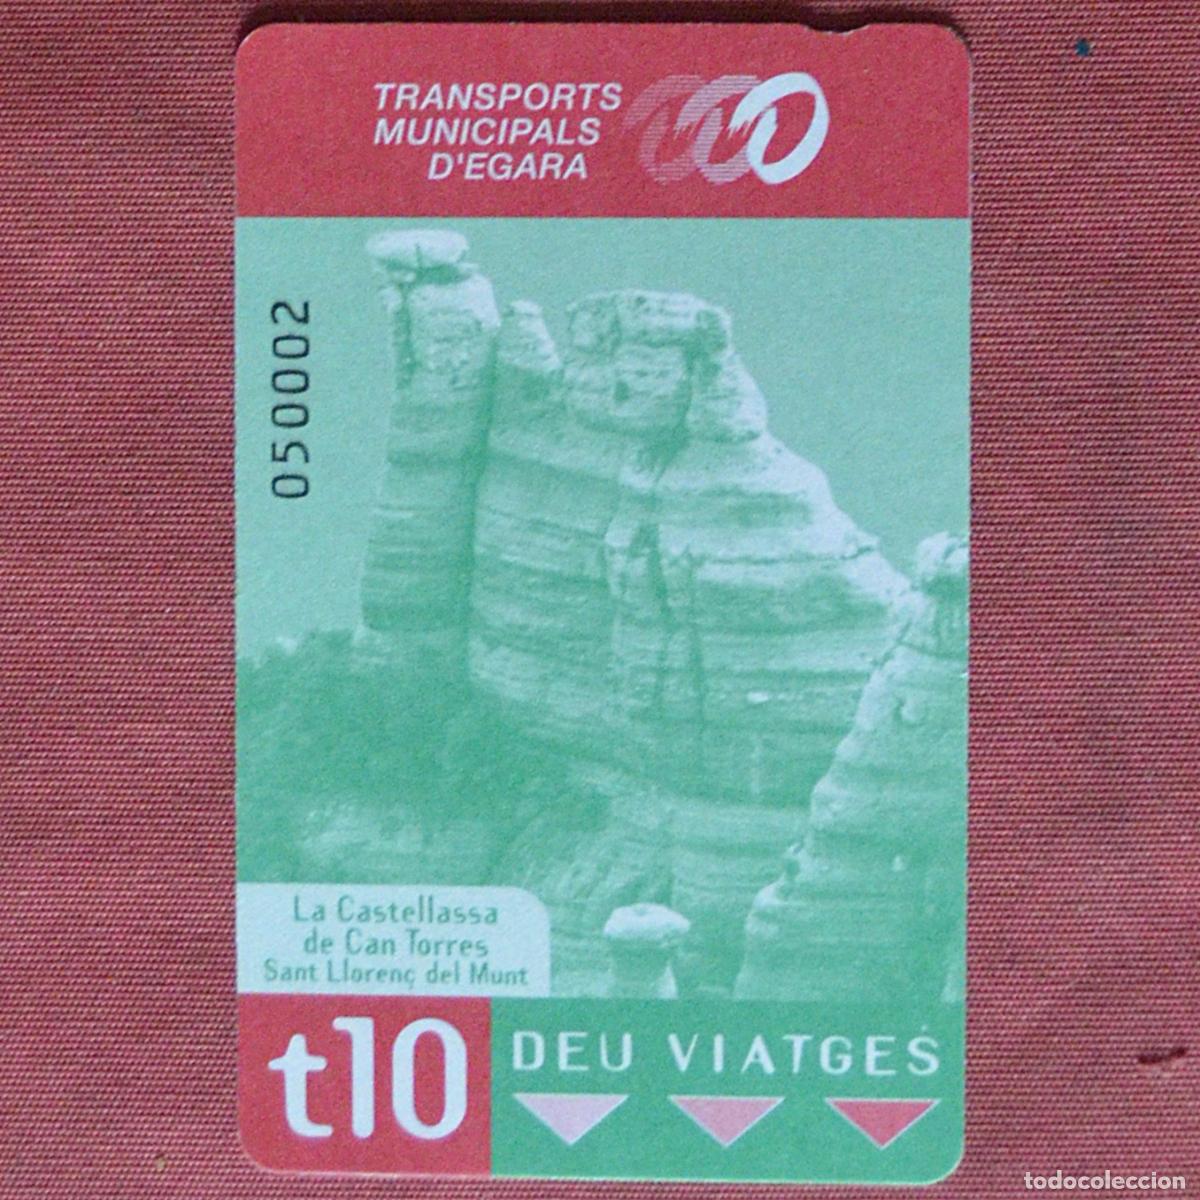 TRANSPORTS
MUNICIPALS
D'EGARA
050002
La Castellassa
de Can Torres
Sant Llorenç del Munt
t10
DEU VIATGES
todocoleccion